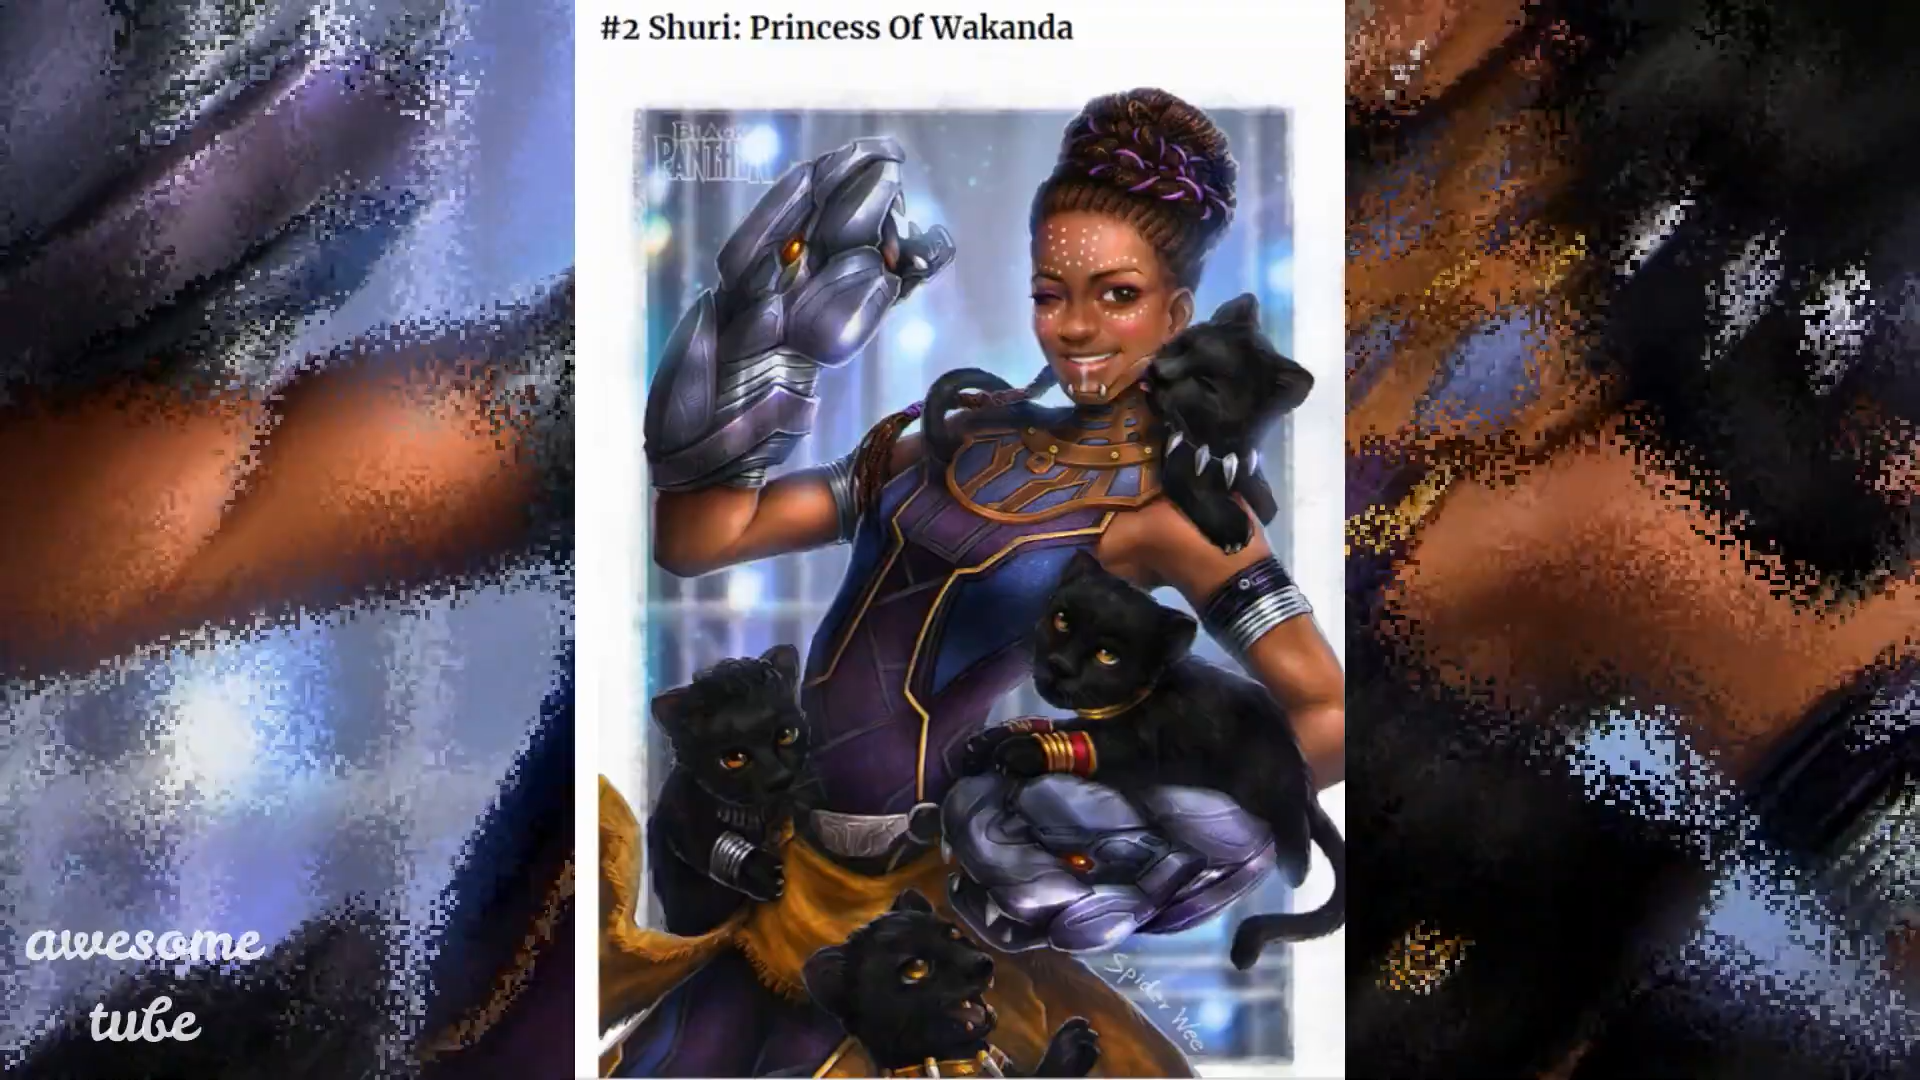 #2 Shuri: Princess Of Wakanda
BLACK
PANTHER
Spider Wee
awesome
tube